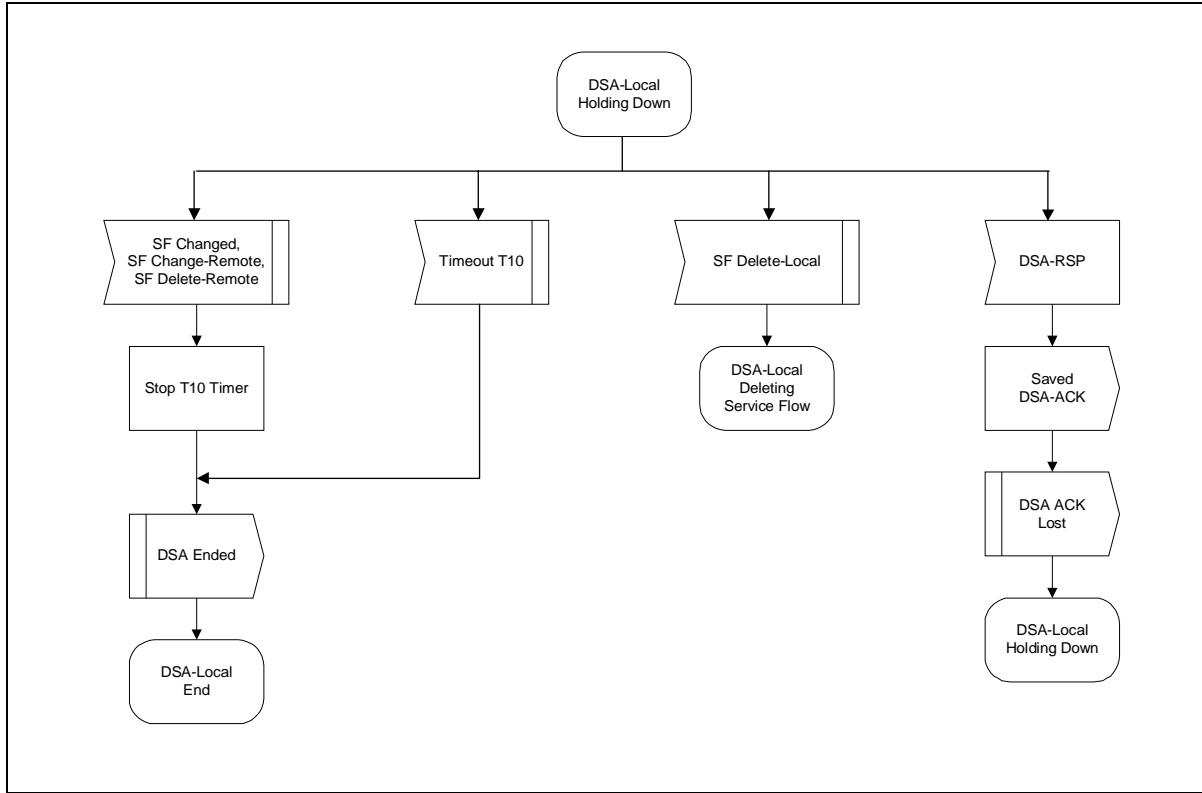 DSA-Local
Holding Down
SF Changed,
SF Change-Remote,
SF Delete-Remote
Timeout T10
SF Delete-Local
DSA-RSP
Stop T10 Timer
DSA-Local
Deleting
Service Flow
Saved
DSA-ACK
DSA Ended
DSA ACK
Lost
DSA-Local
End
DSA-Local
Holding Down